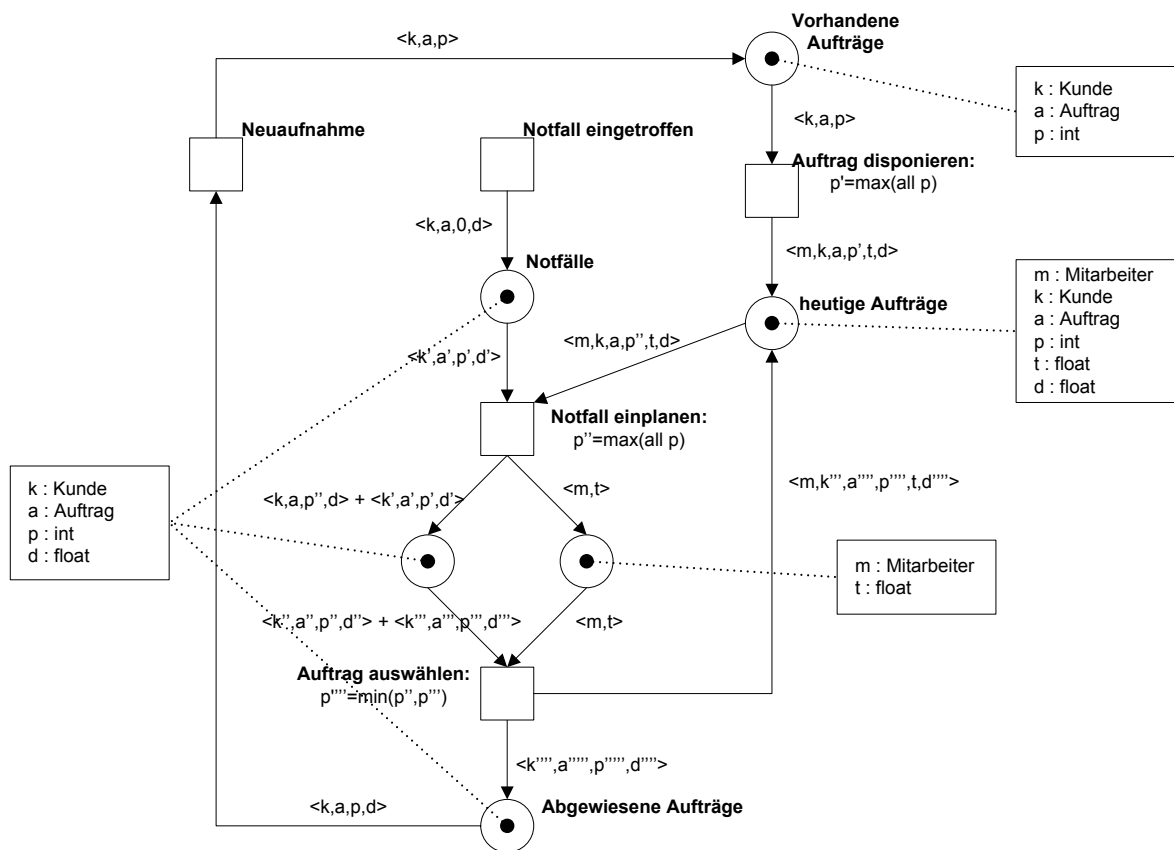 Vorhandene
Aufträge
<k,a,p>
k : Kunde
a : Auftrag
p : int
<k,a,p>
Neuaufnahme
Notfall eingetroffen
Auftrag disponieren:
p'=max(all p)
<k,a,0,d>
<m,k,a,p’,t,d>
Notfälle
m : Mitarbeiter
k : Kunde
a : Auftrag
p : int
t : float
d : float
heutige Aufträge
<m,k,a,p’’,t,d>
<k’,a’,p’,d’>
Notfall einplanen:
p’’=max(all p)
k : Kunde
a : Auftrag
p : int
d : float
<k,a,p’’,d> + <k’,a’,p’,d’>
<m,t>
<m,k’’’,a’’’’,p’’’’,t,d’’’’>
m : Mitarbeiter
t : float
<k’’,a’’,p’’,d’’> + <k’’’,a’’’,p’’’,d’’’>
<m,t>
Auftrag auswählen:
p’’’’=min(p’’,p’’’)
<k’’’’,a’’’’’,p’’’’’,d’’’’>
<k,a,p,d>
Abgewiesene Aufträge